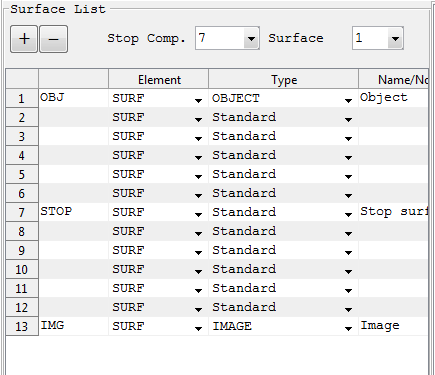 Surface List
+ − Stop Comp. 7 Surface 1
Element Type Name/No
1 OBJ SURF OBJECT Object
2 SURF Standard
3 SURF Standard
4 SURF Standard
5 SURF Standard
6 SURF Standard
7 STOP SURF Standard Stop surf
8 SURF Standard
9 SURF Standard
10 SURF Standard
11 SURF Standard
12 SURF Standard
13 IMG SURF IMAGE Image